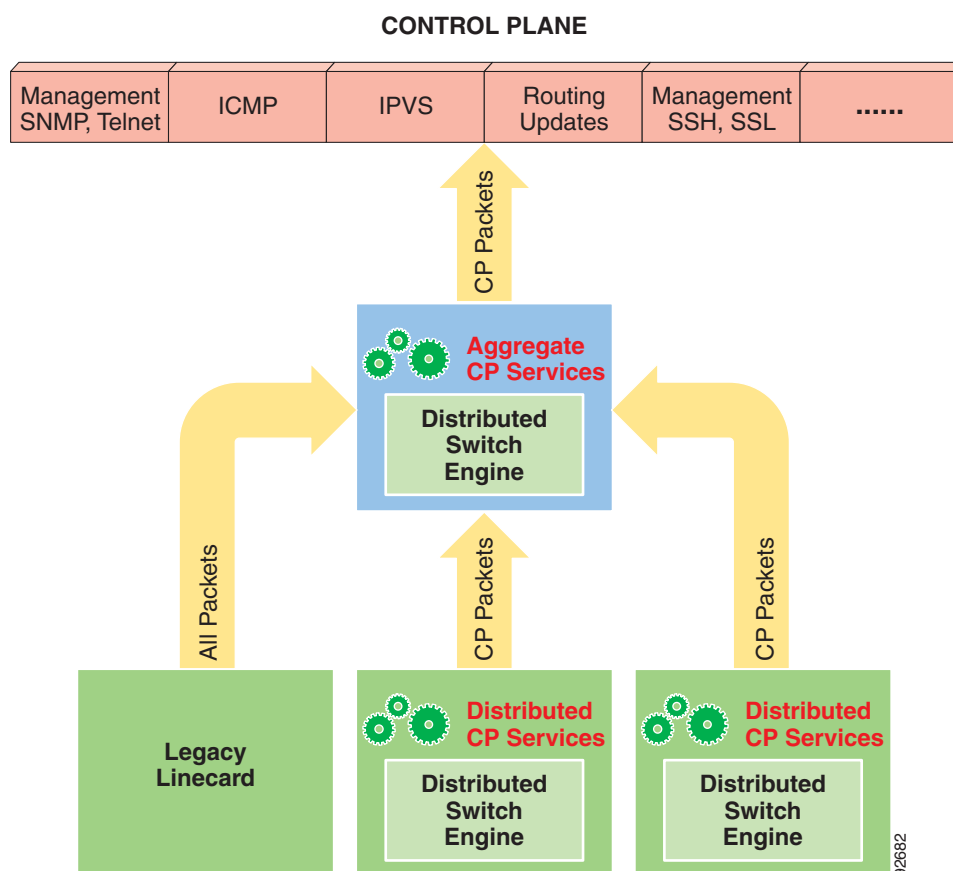 CONTROL PLANE
Management
SNMP, Telnet
ICMP
IPVS
Routing
Updates
Management
SSH, SSL
......
CP Packets
Aggregate
CP Services
Distributed
Switch
Engine
All Packets
CP Packets
CP Packets
Legacy
Linecard
Distributed
CP Services
Distributed
Switch
Engine
Distributed
CP Services
Distributed
Switch
Engine